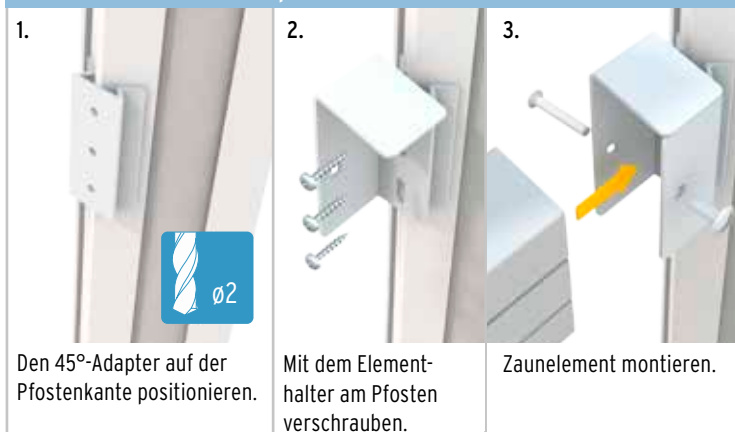 1.
ø2
Den 45°-Adapter auf der
Pfostenkante positionieren.
2.
Mit dem Element-
halter am Pfosten
verschrauben.
3.
Zaunelement montieren.